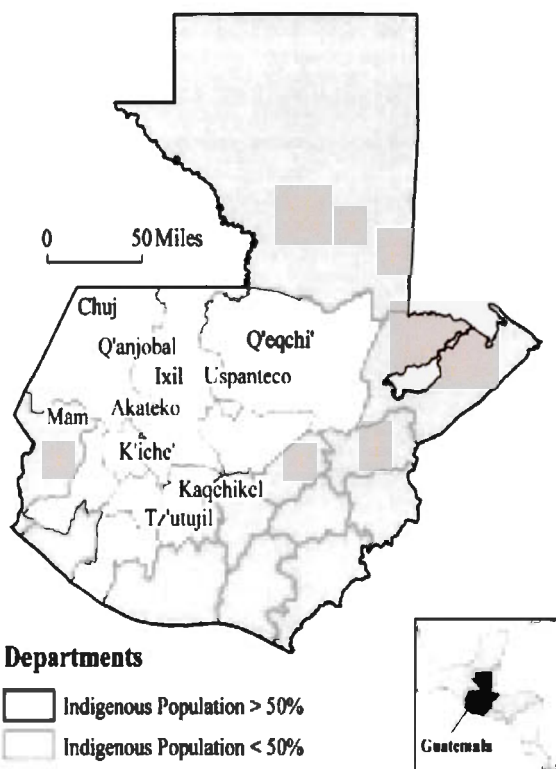 0 50 Miles
Chuj
Q'anjobal
Q'eqchi'
Ixil Uspanteco
Mam
Akateko
K'iche'
Kaqchikel
Tz'utujil
Departments
Indigenous Population > 50%
Indigenous Population < 50%
Guatemala